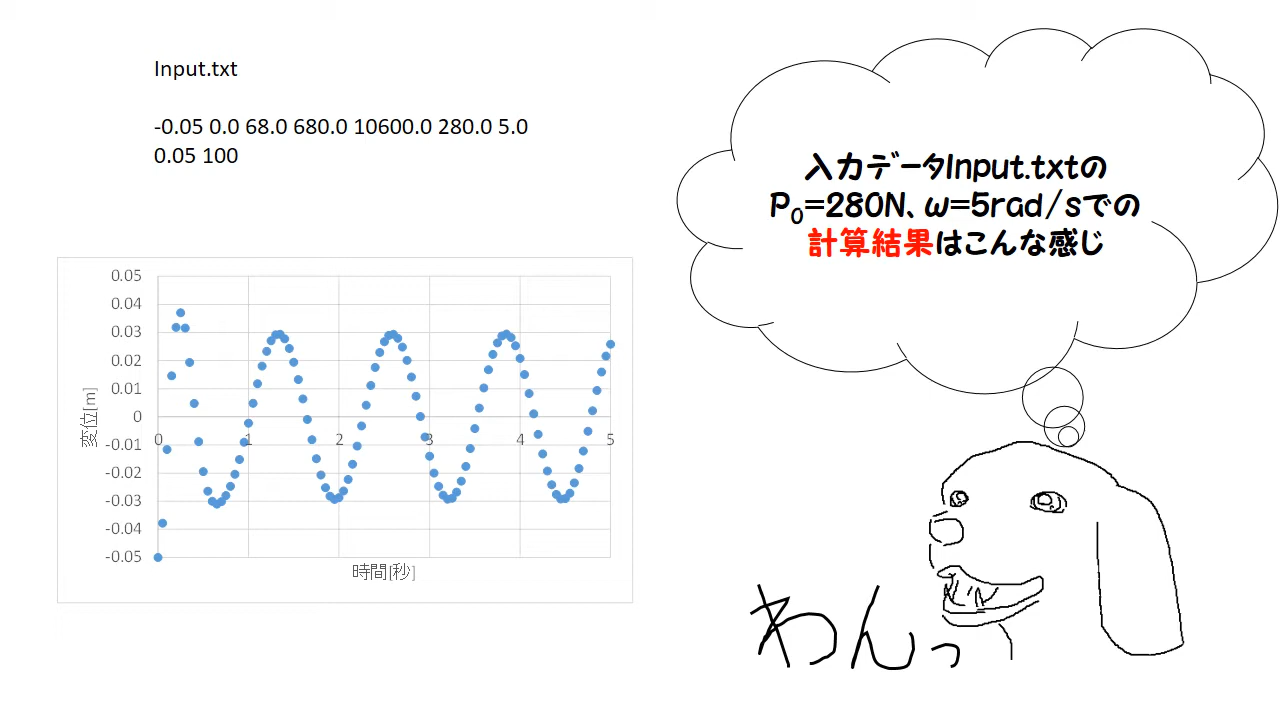 Input.txt
-0.05 0.0 68.0 680.0 10600.0 280.0 5.0
0.05 100
入力データInput.txtの
P0=280N、ω=5rad/sでの
計算結果はこんな感じ
0.05
0.04
0.03
0.02
0.01
0
-0.01
-0.02
-0.03
-0.04
-0.05
変位[m]
0 1 2 3 4 5
時間[秒]
わんっ